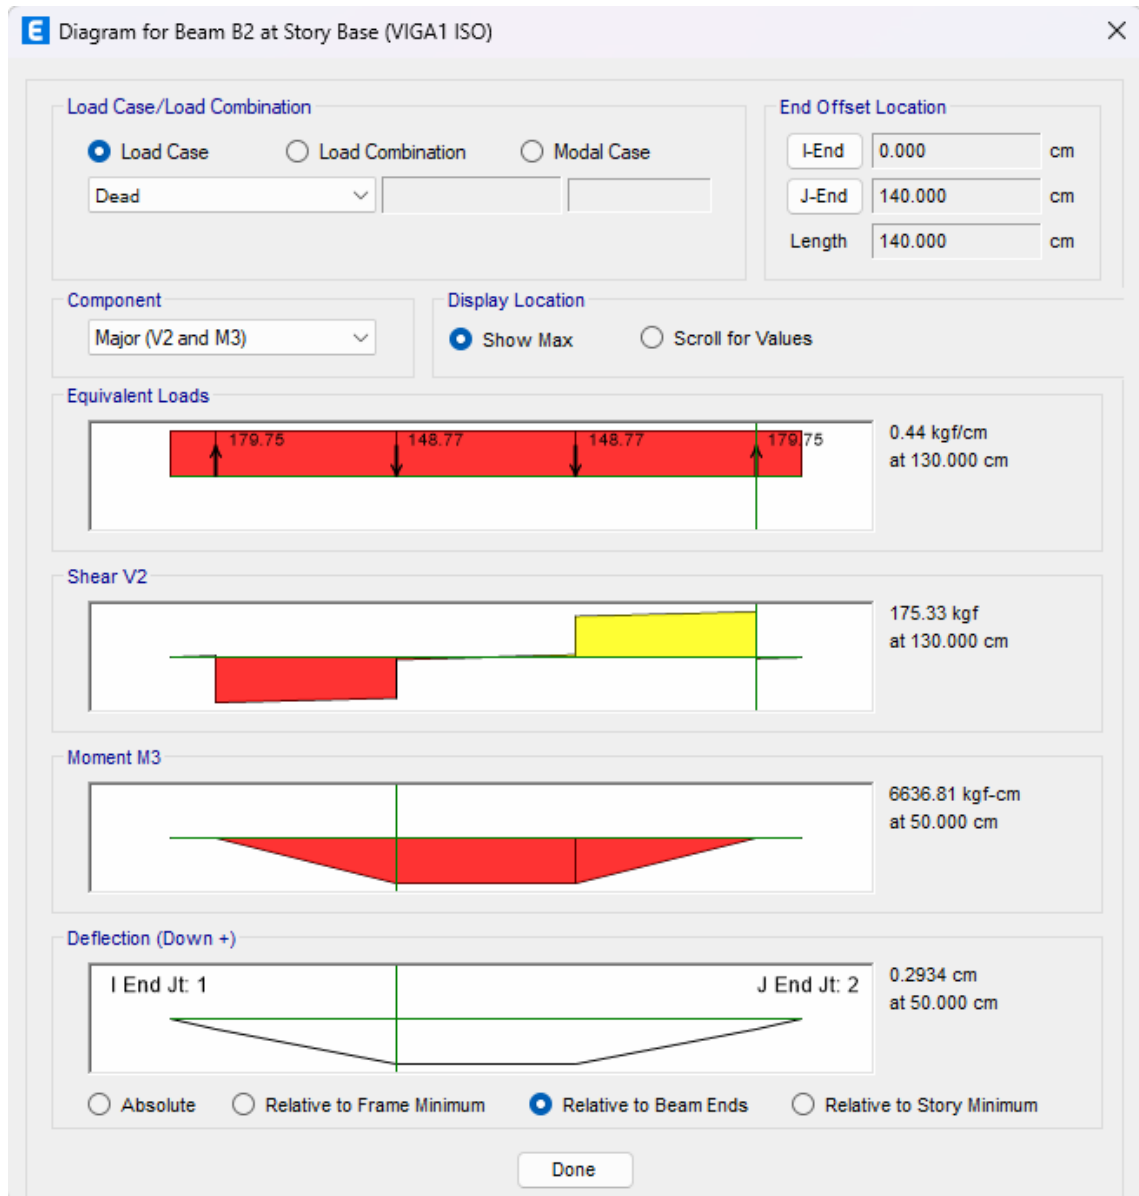 E Diagram for Beam B2 at Story Base (VIGA1 ISO)
Load Case/Load Combination
Load Case Load Combination Modal Case
Dead
End Offset Location
I-End 0.000 cm
J-End 140.000 cm
Length 140.000 cm
Component
Major (V2 and M3)
Display Location
Show Max Scroll for Values
Equivalent Loads
179.75 148.77 148.77 179.75
0.44 kgf/cm
at 130.000 cm
Shear V2
175.33 kgf
at 130.000 cm
Moment M3
6636.81 kgf-cm
at 50.000 cm
Deflection (Down +)
I End Jt: 1 J End Jt: 2
0.2934 cm
at 50.000 cm
Absolute Relative to Frame Minimum Relative to Beam Ends Relative to Story Minimum
Done